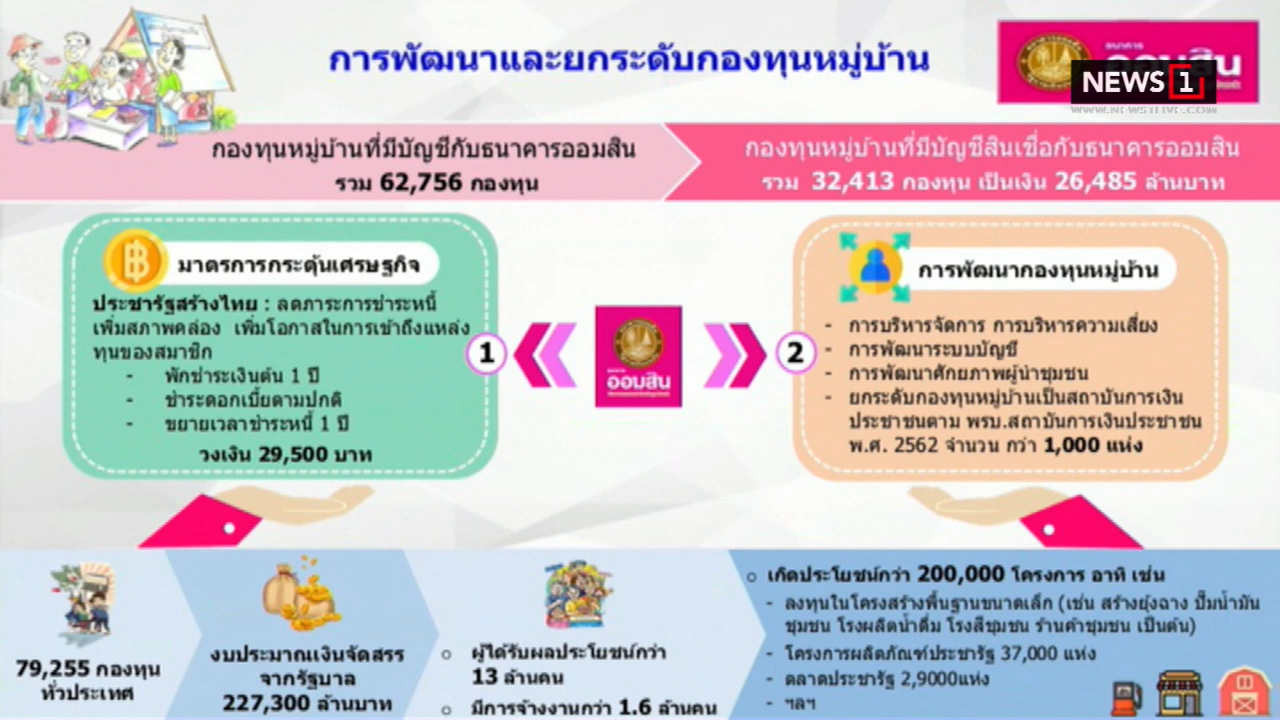 การพัฒนาและยกระดับกองทุนหมู่บ้าน
ธนาคาร
ออมสิน
NEWS 1
WWW.NEWS1LIVE.COM
กองทุนหมู่บ้านที่มีบัญชีกับธนาคารออมสิน
รวม 62,756 กองทุน
กองทุนหมู่บ้านที่มีบัญชีสินเชื่อกับธนาคารออมสิน
รวม 32,413 กองทุน เป็นเงิน 26,485 ล้านบาท
มาตรการกระตุ้นเศรษฐกิจ
ประชารัฐสร้างไทย : ลดภาระการชำระหนี้
เพิ่มสภาพคล่อง เพิ่มโอกาสในการเข้าถึงแหล่ง
ทุนของสมาชิก
- พักชำระเงินต้น 1 ปี
- ชำระดอกเบี้ยตามปกติ
- ขยายเวลาชำระหนี้ 1 ปี
วงเงิน 29,500 บาท
1
ธนาคาร
ออมสิน
2
การพัฒนากองทุนหมู่บ้าน
- การบริหารจัดการ การบริหารความเสี่ยง
- การพัฒนาระบบบัญชี
- การพัฒนาศักยภาพผู้นำชุมชน
- ยกระดับกองทุนหมู่บ้านเป็นสถาบันการเงิน
ประชาชนตาม พรบ.สถาบันการเงินประชาชน
พ.ศ. 2562 จำนวน กว่า 1,000 แห่ง
79,255 กองทุน
ทั่วประเทศ
งบประมาณเงินจัดสรร
จากรัฐบาล
227,300 ล้านบาท
o ผู้ได้รับผลประโยชน์กว่า
13 ล้านคน
o มีการจ้างงานกว่า 1.6 ล้านคน
o เกิดประโยชน์กว่า 200,000 โครงการ อาทิ เช่น
- ลงทุนในโครงสร้างพื้นฐานขนาดเล็ก (เช่น สร้างยุ้งฉาง ปั๊มน้ำมัน
ชุมชน โรงผลิตน้ำดื่ม โรงสีชุมชน ร้านค้าชุมชน เป็นต้น)
- โครงการผลิตภัณฑ์ประชารัฐ 37,000 แห่ง
- ตลาดประชารัฐ 2,9000แห่ง
- ฯลฯ